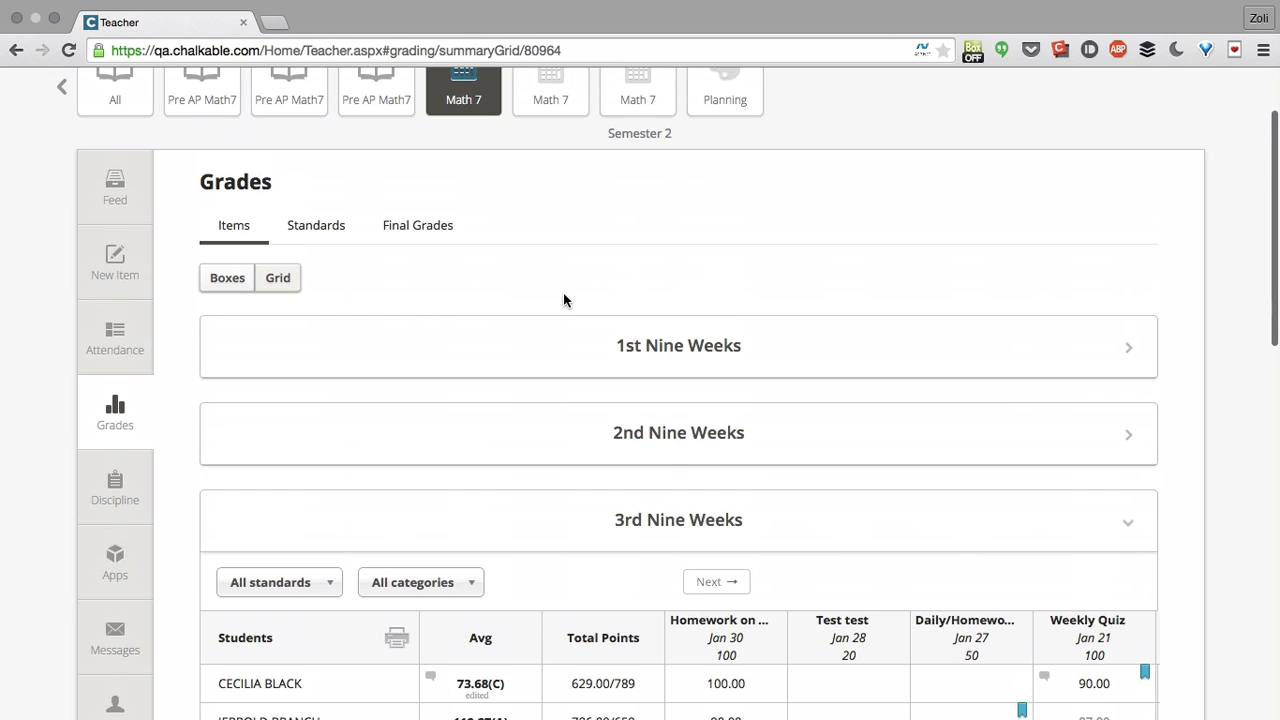 Teacher
Zoli
https://qa.chalkable.com/Home/Teacher.aspx#grading/summaryGrid/80964
Box
OFF
ABP
All
Pre AP Math7
Pre AP Math7
Pre AP Math7
Math 7
Math 7
Math 7
Planning
Semester 2
Feed
New Item
Attendance
Grades
Discipline
Apps
Messages
Grades
Items
Standards
Final Grades
Boxes
Grid
1st Nine Weeks
2nd Nine Weeks
3rd Nine Weeks
All standards
All categories
Next →
Students
Avg
Total Points
Homework on ...
Jan 30
100
Test test
Jan 28
20
Daily/Homewo...
Jan 27
50
Weekly Quiz
Jan 21
100
CECILIA BLACK
73.68(C)
edited
629.00/789
100.00
90.00